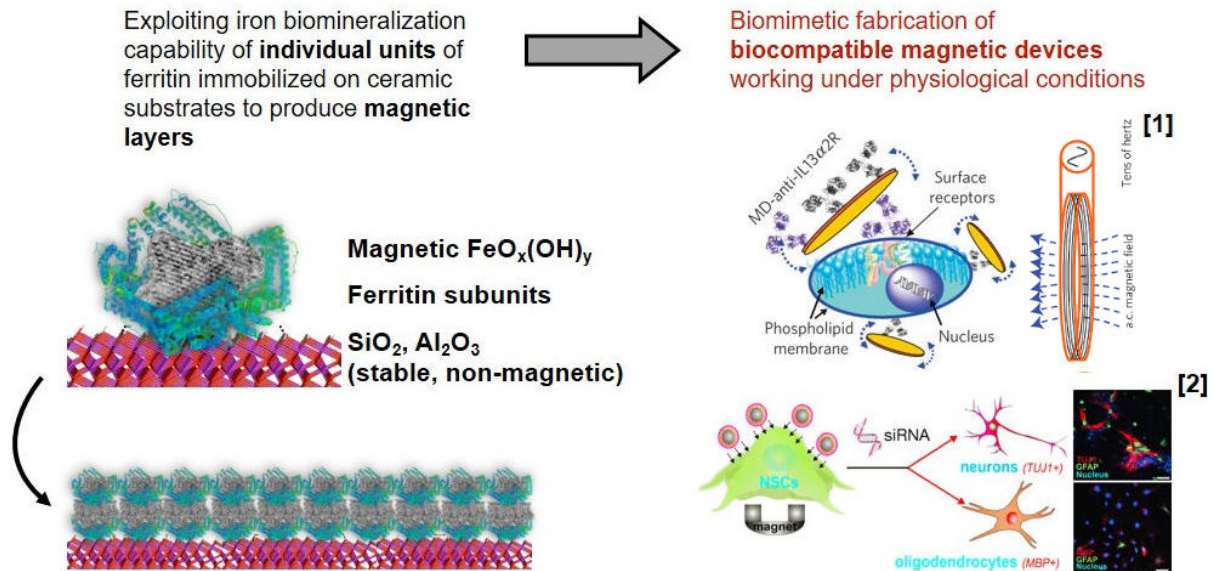 Exploiting iron biomineralization
capability of individual units of
ferritin immobilized on ceramic
substrates to produce magnetic
layers
Biomimetic fabrication of
biocompatible magnetic devices
working under physiological conditions
Magnetic FeOₓ(OH)ᵧ
Ferritin subunits
SiO₂, Al₂O₃
(stable, non-magnetic)
[1]
MD-anti-IL13α2R
Surface
receptors
Phospholipid
membrane
Nucleus
Tens of hertz
a.c. magnetic field
[2]
siRNA
NSCs
magnet
neurons (TUJ1+)
oligodendrocytes (MBP+)
TUJ1
GFAP
Nucleus
MBP
GFAP
Nucleus